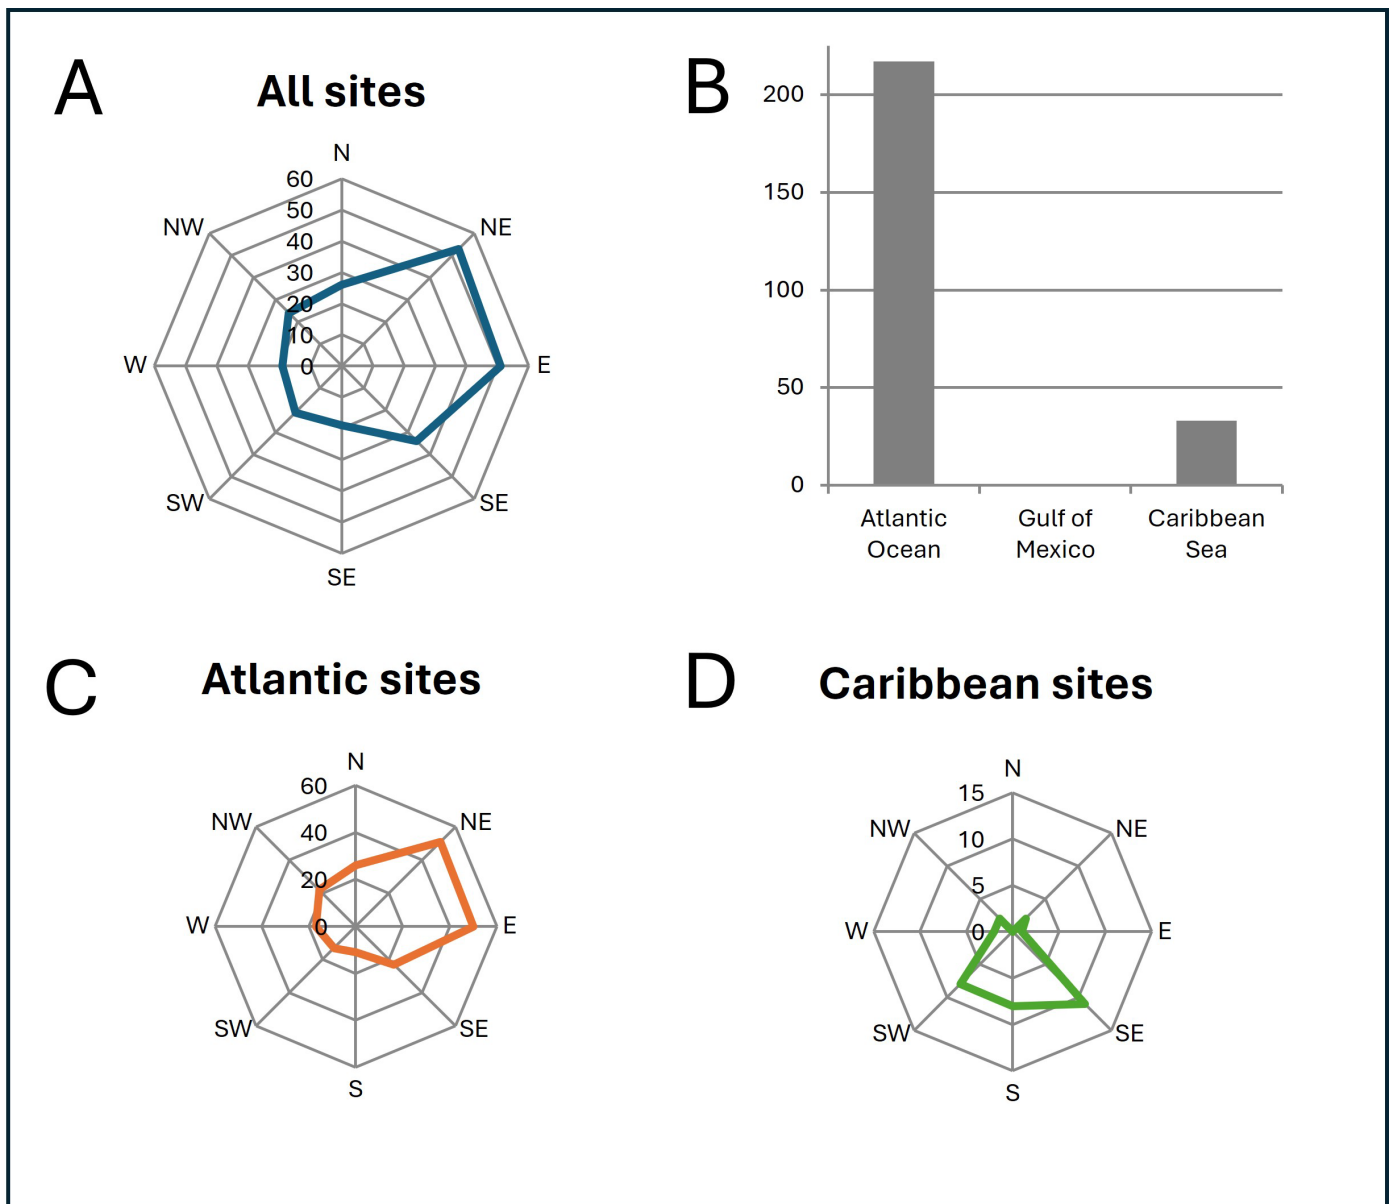 A
All sites
N
NE
E
SE
SE
SW
W
NW
60
50
40
30
20
10
0
B
200
150
100
50
0
Atlantic
Ocean
Gulf of
Mexico
Caribbean
Sea
C
Atlantic sites
N
NE
E
SE
S
SW
W
NW
60
40
20
0
D
Caribbean sites
N
NE
E
SE
S
SW
W
NW
15
10
5
0